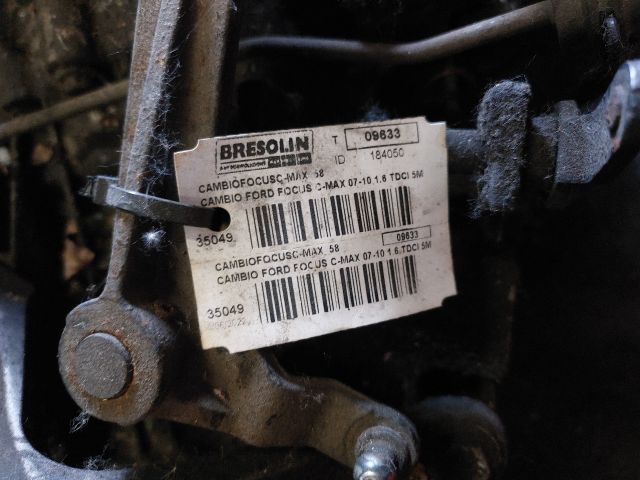 BRESOLIN
T 09633
ID 184050
CAMBIOFOCUSC-MAX 58
CAMBIO FORD FOCUS C-MAX 07-10 1.6 TDCI 5M
35049
CAMBIOFOCUSC-MAX 58 09633
CAMBIO FORD FOCUS C-MAX 07-10 1.6 TDCI 5M
35049